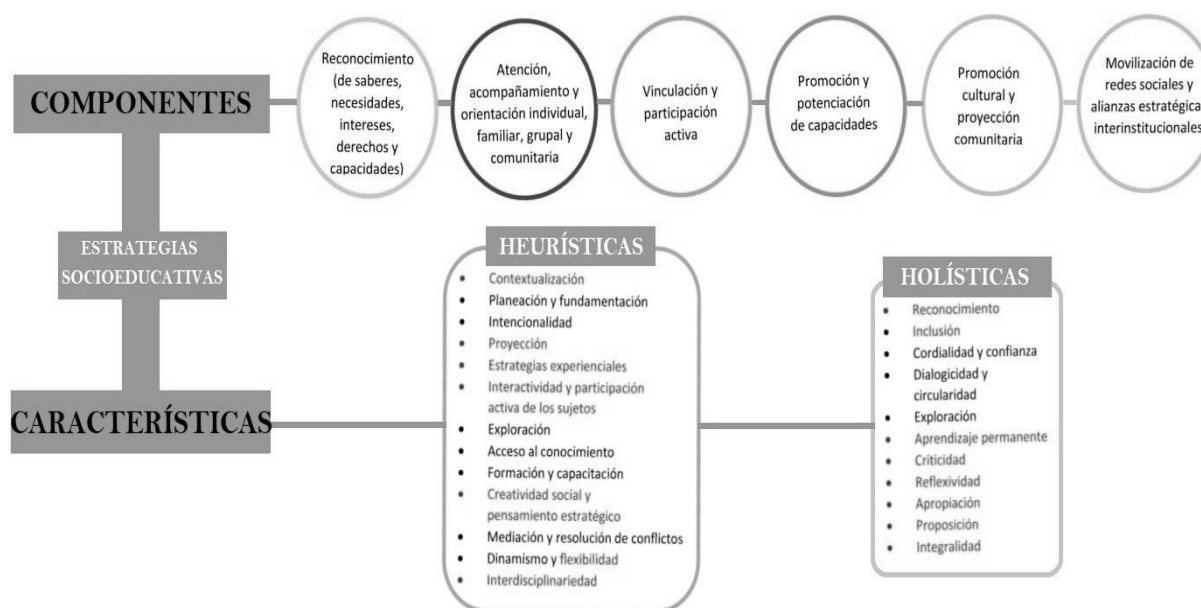 COMPONENTES
Reconocimiento
(de saberes,
necesidades,
intereses,
derechos y
capacidades)
Atención,
acompañamiento y
orientación individual,
familiar, grupal y
comunitaria
Vinculación y
participación
activa
Promoción y
potenciación
de capacidades
Promoción
cultural y
proyección
comunitaria
Movilización de
redes sociales y
alianzas estratégica
interinstitucionales
ESTRATEGIAS
SOCIOEDUCATIVAS
CARACTERÍSTICAS
HEURÍSTICAS
• Contextualización
• Planeación y fundamentación
• Intencionalidad
• Proyección
• Estrategias experienciales
• Interactividad y participación
activa de los sujetos
• Exploración
• Acceso al conocimiento
• Formación y capacitación
• Creatividad social y
pensamiento estratégico
• Mediación y resolución de conflictos
• Dinamismo y flexibilidad
• Interdisciplinariedad
HOLÍSTICAS
• Reconocimiento
• Inclusión
• Cordialidad y confianza
• Dialogicidad y
circularidad
• Exploración
• Aprendizaje permanente
• Criticidad
• Reflexividad
• Apropiación
• Proposición
• Integralidad